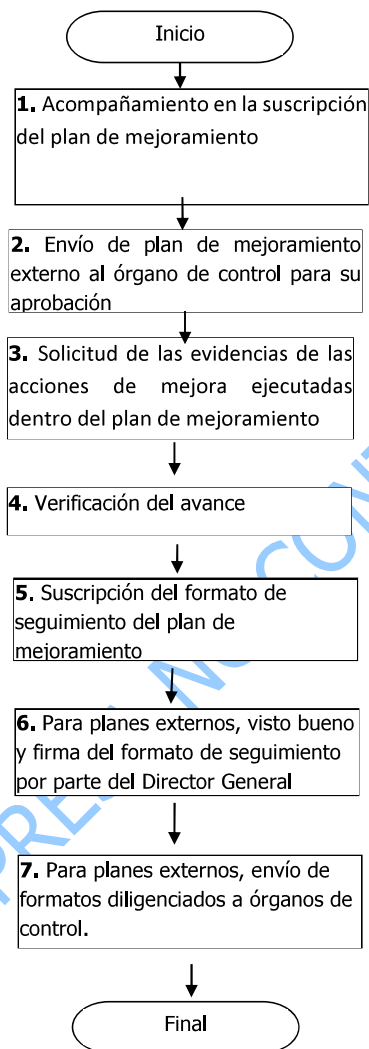 Inicio
1. Acompañamiento en la suscripción
del plan de mejoramiento
2. Envío de plan de mejoramiento
externo al órgano de control para su
aprobación
3. Solicitud de las evidencias de las
acciones de mejora ejecutadas
dentro del plan de mejoramiento
4. Verificación del avance
5. Suscripción del formato de
seguimiento del plan de
mejoramiento
6. Para planes externos, visto bueno
y firma del formato de seguimiento
por parte del Director General
7. Para planes externos, envío de
formatos diligenciados a órganos de
control.
Final